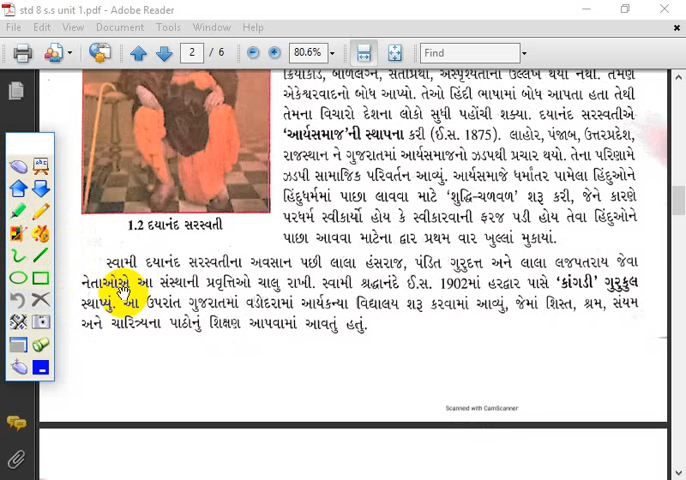 std 8 s.s unit 1.pdf - Adobe Reader
File Edit View Document Tools Window Help
2 / 6 80.6% Find
ક્રિયાકાંડ, બાળલગ્ન, સતીપ્રથા, અસ્પૃશ્યતાનો ઉલ્લેખ થયો નથી. તેમણે
એકેશ્વરવાદનો બોધ આપ્યો. તેઓ હિંદી ભાષામાં બોધ આપતા હતા તેથી
તેમના વિચારો દેશના લોકો સુધી પહોંચી શક્યા. દયાનંદ સરસ્વતીએ
‘આર્યસમાજ’ની સ્થાપના કરી (ઈ.સ. 1875). લાહોર, પંજાબ, ઉત્તરપ્રદેશ,
રાજસ્થાન ને ગુજરાતમાં આર્યસમાજનો ઝડપથી પ્રચાર થયો. તેના પરિણામે
ઝડપી સામાજિક પરિવર્તન આવ્યું. આર્યસમાજે ધર્માંતર પામેલા હિંદુઓને
હિંદુધર્મમાં પાછા લાવવા માટે ‘શુદ્ધિ-ચળવળ’ શરૂ કરી, જેને કારણે
પરધર્મ સ્વીકાર્યો હોય કે સ્વીકારવાની ફરજ પડી હોય તેવા હિંદુઓને
પાછા આવવા માટેના દ્વાર પ્રથમ વાર ખુલ્લાં મુકાયાં.
1.2 દયાનંદ સરસ્વતી
સ્વામી દયાનંદ સરસ્વતીના અવસાન પછી લાલા હંસરાજ, પંડિત ગુરુદત્ત અને લાલા લજપતરાય જેવા
નેતાઓએ આ સંસ્થાની પ્રવૃત્તિઓ ચાલુ રાખી. સ્વામી શ્રદ્ધાનંદે ઈ.સ. 1902માં હરદ્વાર પાસે ‘કાંગડી’ ગુરુકુલ
સ્થાપ્યું. આ ઉપરાંત ગુજરાતમાં વડોદરામાં આર્યકન્યા વિદ્યાલય શરૂ કરવામાં આવ્યું, જેમાં શિસ્ત, શ્રમ, સંયમ
અને ચારિત્ર્યના પાઠોનું શિક્ષણ આપવામાં આવતું હતું.
Scanned with CamScanner